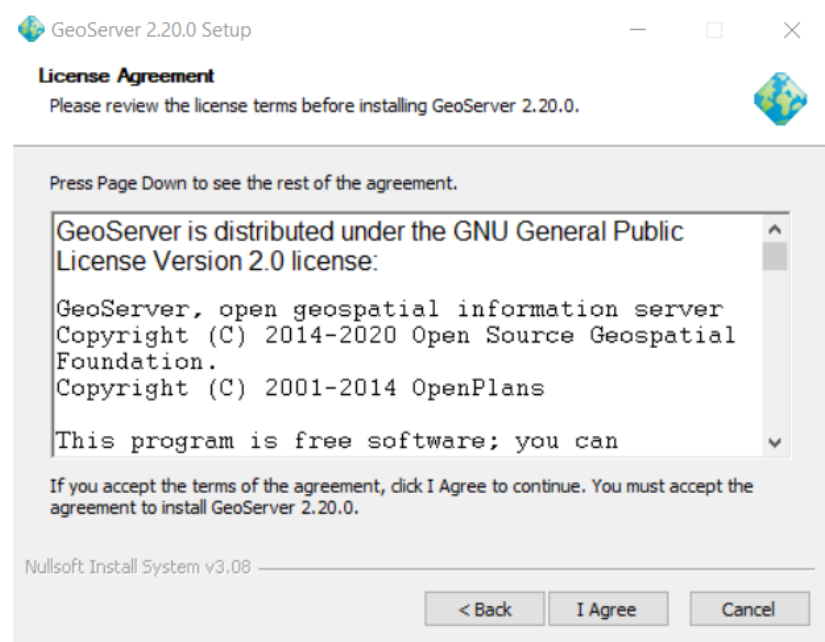 GeoServer 2.20.0 Setup
License Agreement
Please review the license terms before installing GeoServer 2.20.0.
Press Page Down to see the rest of the agreement.
GeoServer is distributed under the GNU General Public
License Version 2.0 license:
GeoServer, open geospatial information server
Copyright (C) 2014-2020 Open Source Geospatial
Foundation.
Copyright (C) 2001-2014 OpenPlans
This program is free software; you can
If you accept the terms of the agreement, click I Agree to continue. You must accept the
agreement to install GeoServer 2.20.0.
Nullsoft Install System v3.08
< Back I Agree Cancel